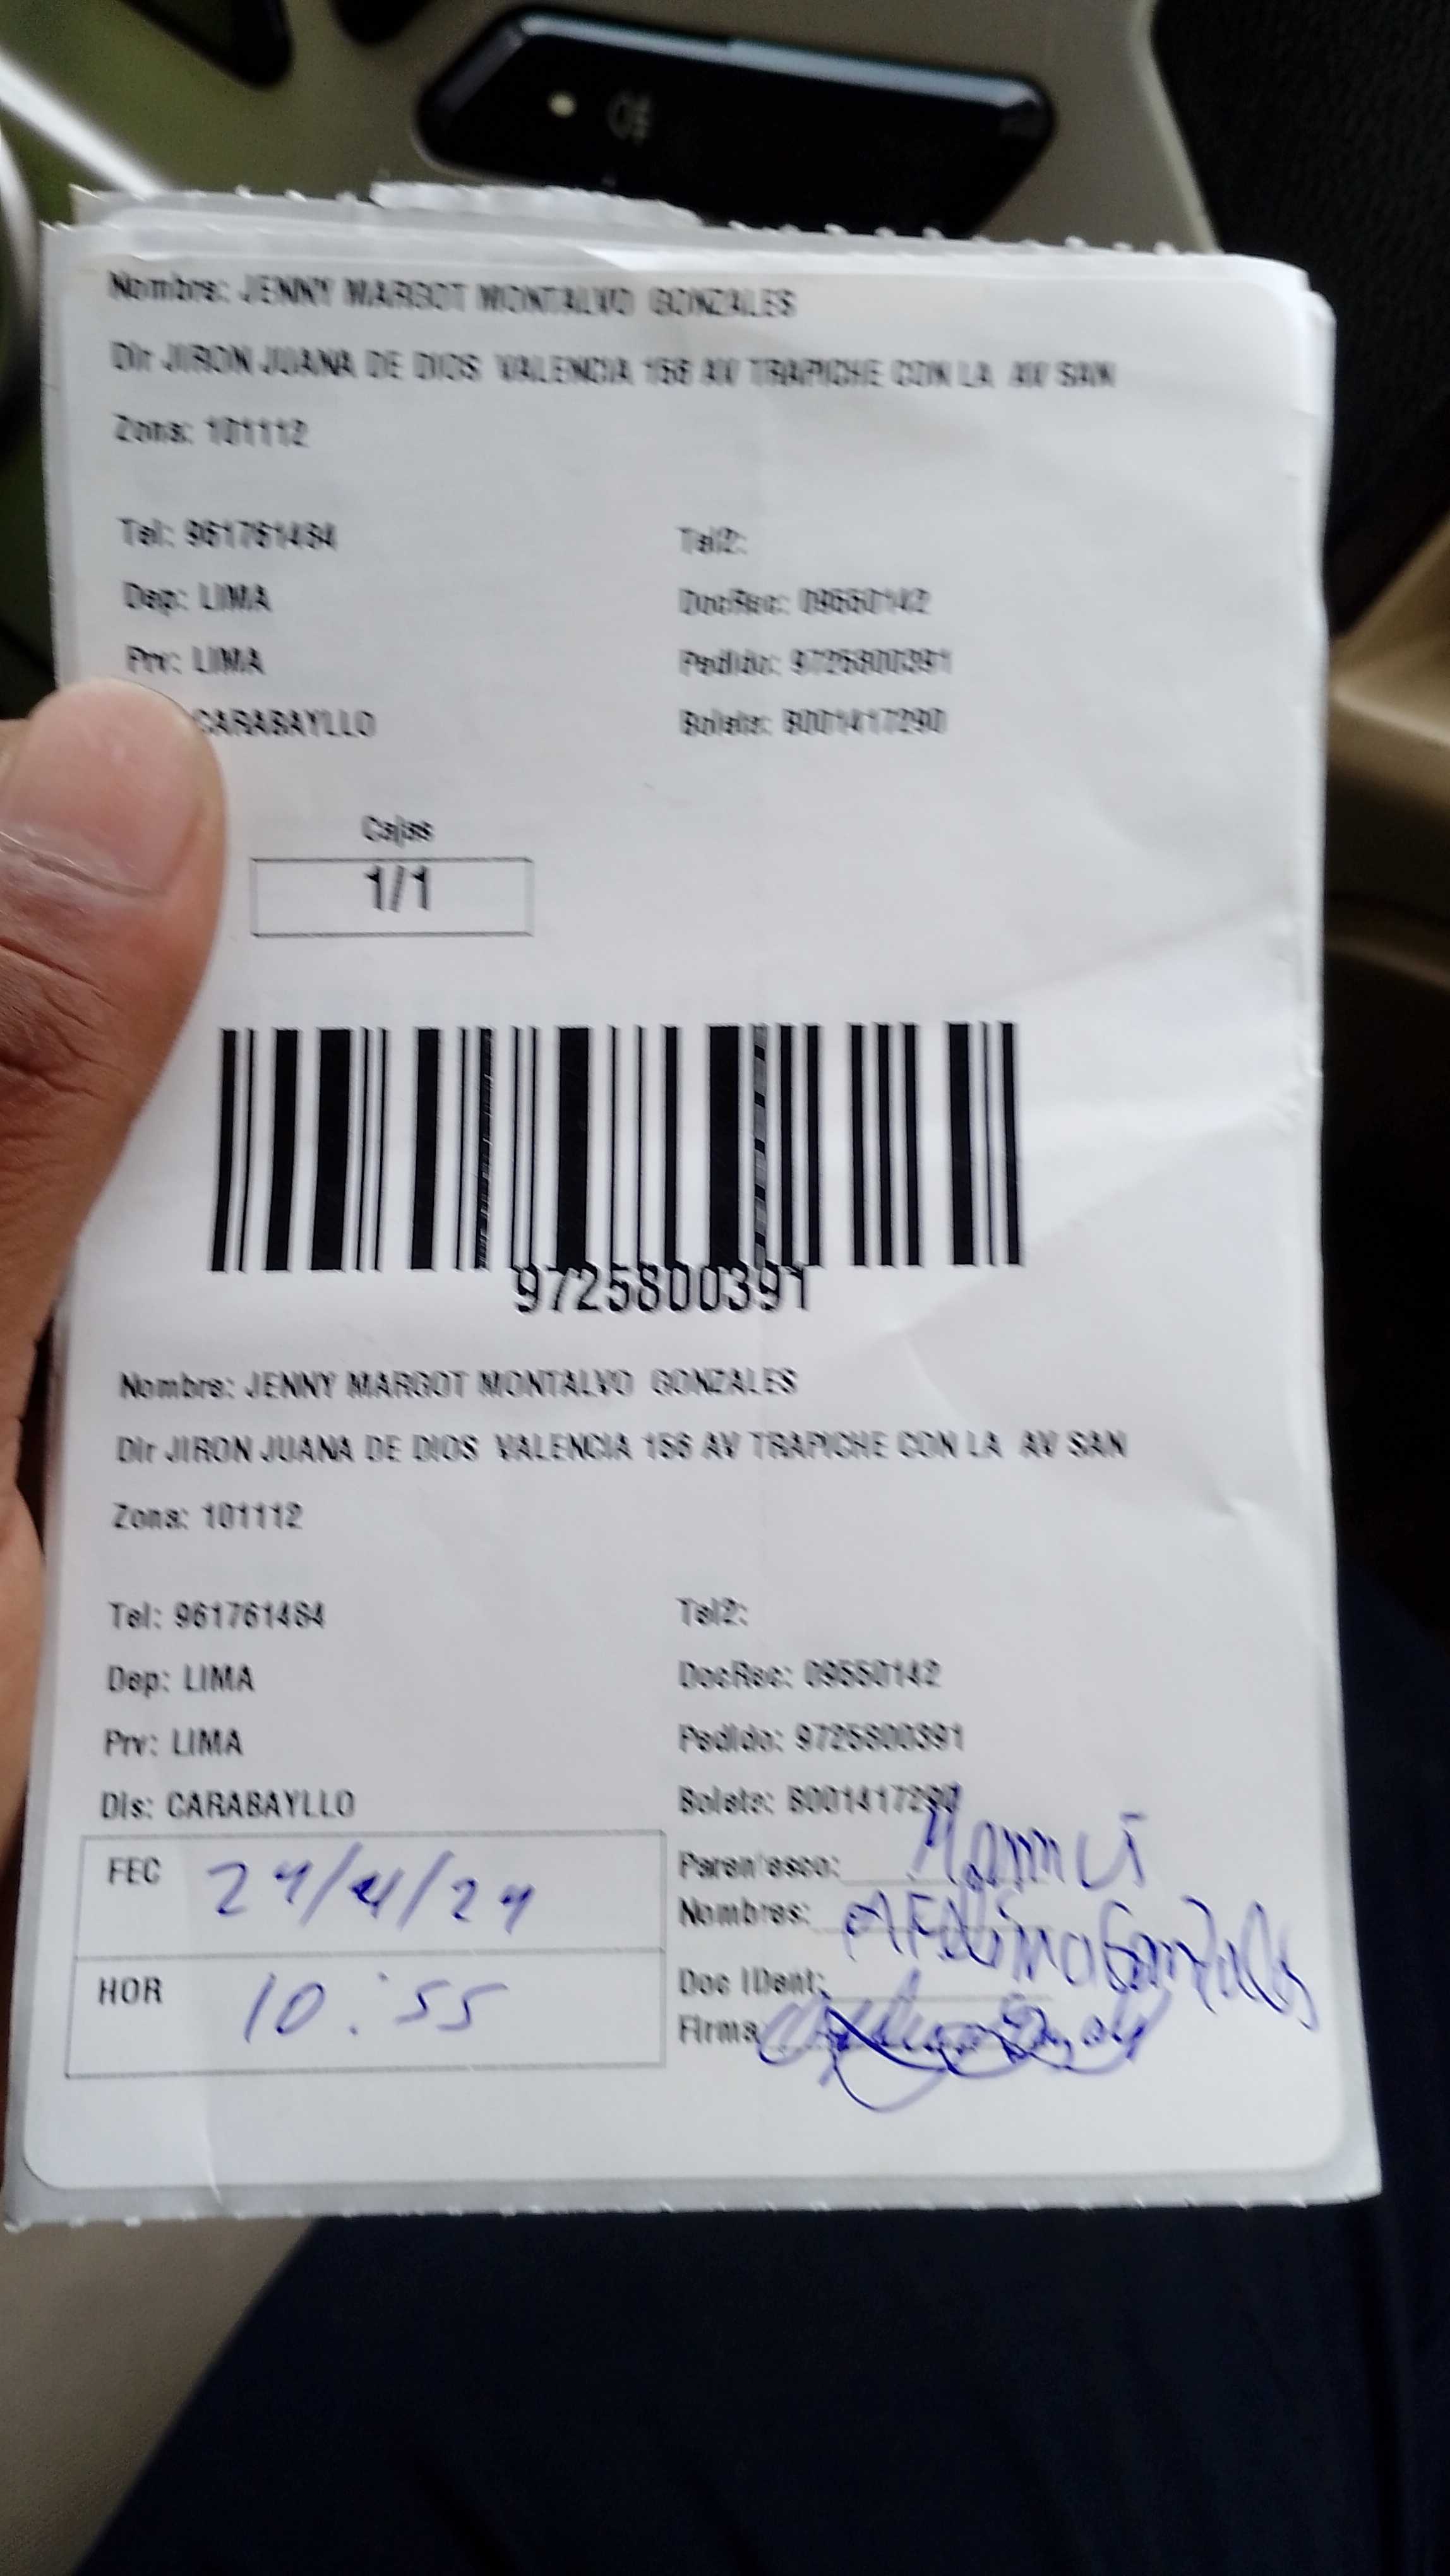 Nombre: JENNY MARGOT MONTALVO GONZALES
Dir JIRON JUANA DE DIOS VALENCIA 156 AV TRAPICHE CON LA AV SAN
Zona: 101112
Tel: 961761484 Tel2:
Dep: LIMA DocRec: 09550142
Prv: LIMA Pedido: 9725800391
CARABAYLLO Boleta: B001417290
Cajas
1/1
9725800391
Nombre: JENNY MARGOT MONTALVO GONZALES
Dir JIRON JUANA DE DIOS VALENCIA 156 AV TRAPICHE CON LA AV SAN
Zona: 101112
Tel: 961761484 Tel2:
Dep: LIMA DocRec: 09550142
Prv: LIMA Pedido: 9725800391
Dis: CARABAYLLO Boleta: B001417290
FEC 24/4/24 Parentesco:
Nombres: Gonzales
HOR 10:55 Doc IDent:
Firma